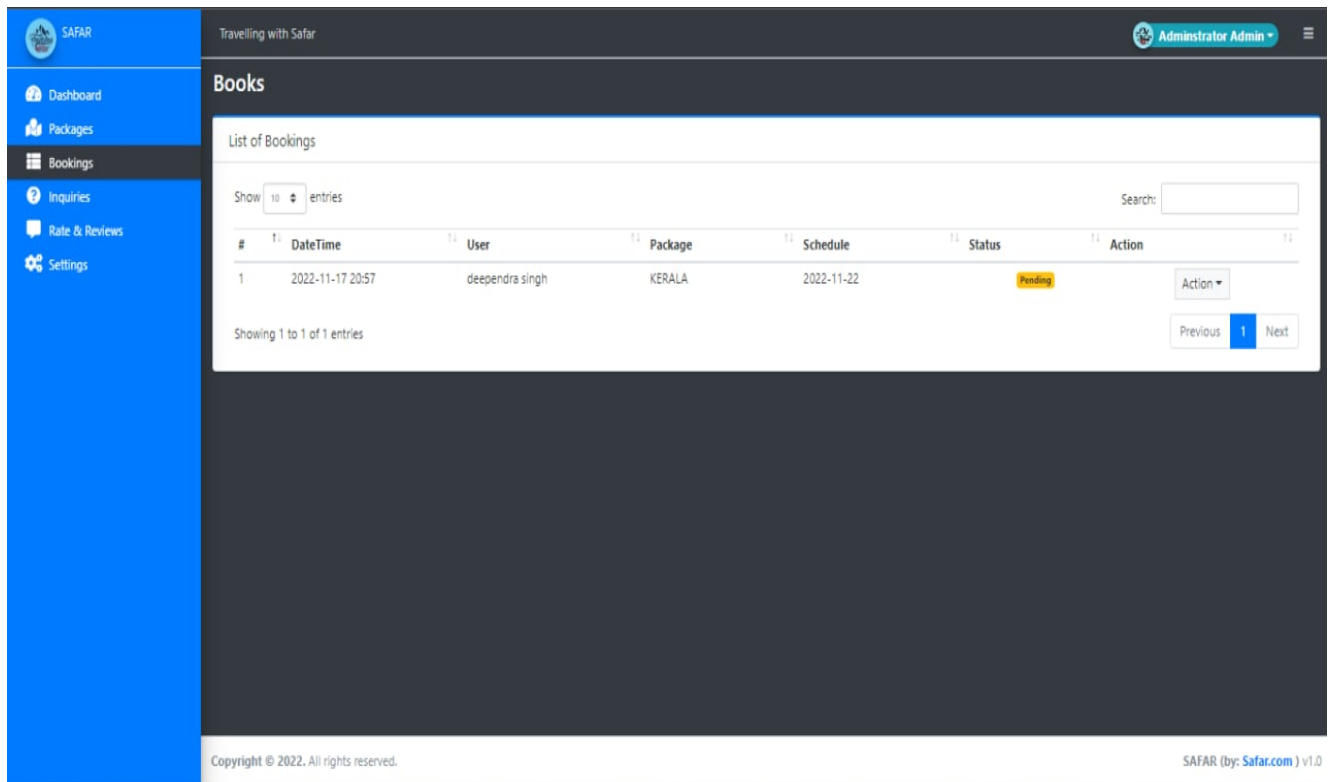 SAFAR
Travelling with Safar
Adminstrator Admin
Dashboard
Packages
Bookings
Inquiries
Rate & Reviews
Settings
Books
List of Bookings
Show 10 entries
Search:
# DateTime User Package Schedule Status Action
1 2022-11-17 20:57 deependra singh KERALA 2022-11-22 Pending Action
Showing 1 to 1 of 1 entries
Previous 1 Next
Copyright © 2022. All rights reserved.
SAFAR (by: Safar.com ) v1.0